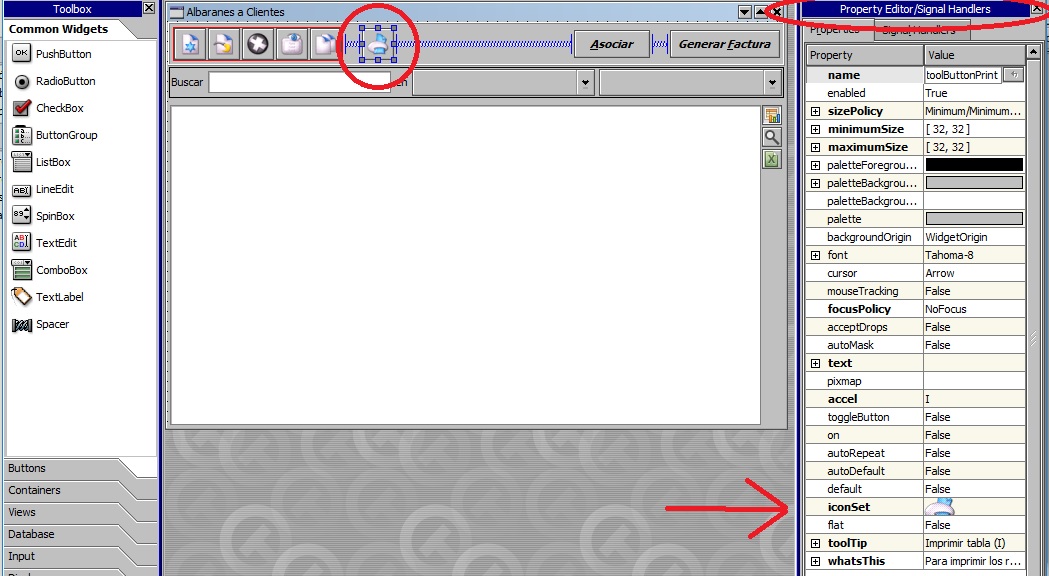 Toolbox
Common Widgets
PushButton
RadioButton
CheckBox
ButtonGroup
ListBox
LineEdit
SpinBox
TextEdit
ComboBox
TextLabel
Spacer
Buttons
Containers
Views
Database
Input
Albaranes a Clientes
Asociar
Generar Factura
Buscar
en
Property Editor/Signal Handlers
Properties
Signal Handlers
Property Value
name toolButtonPrint
enabled True
sizePolicy Minimum/Minimum...
minimumSize [ 32, 32 ]
maximumSize [ 32, 32 ]
paletteForegrou...
paletteBackgrou...
paletteBackgrou...
palette
backgroundOrigin WidgetOrigin
font Tahoma-8
cursor Arrow
mouseTracking False
focusPolicy NoFocus
acceptDrops False
autoMask False
text
pixmap
accel I
toggleButton False
on False
autoRepeat False
autoDefault False
default False
iconSet
flat False
toolTip Imprimir tabla (I)
whatsThis Para imprimir los r...